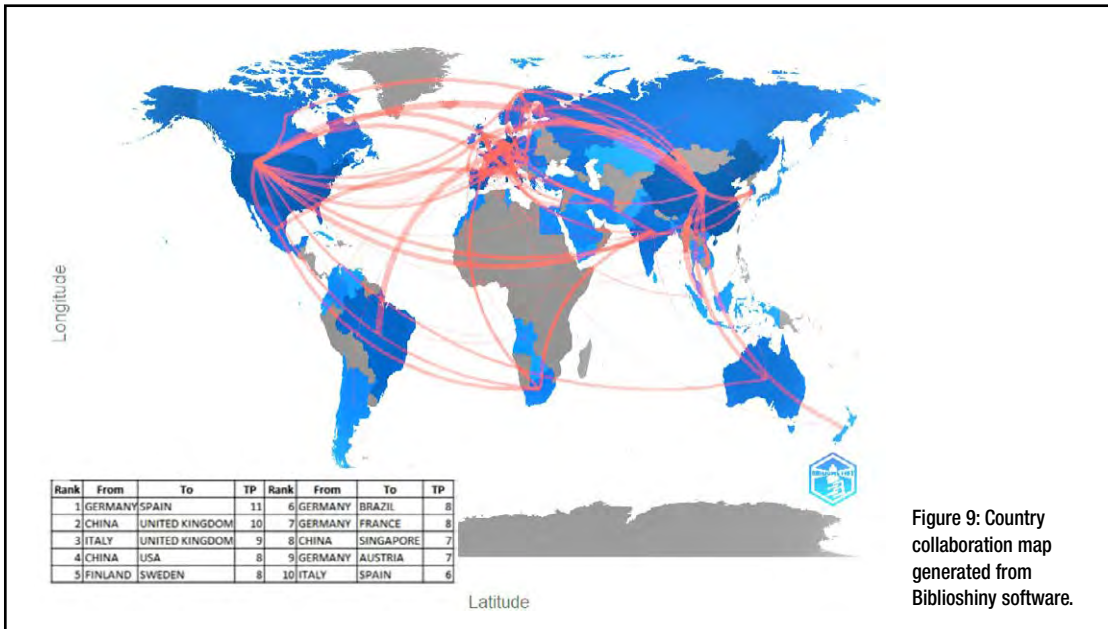 Longitude
Rank From To TP Rank From To TP
1 GERMANY SPAIN 11 6 GERMANY BRAZIL 8
2 CHINA UNITED KINGDOM 10 7 GERMANY FRANCE 8
3 ITALY UNITED KINGDOM 9 8 CHINA SINGAPORE 7
4 CHINA USA 8 9 GERMANY AUSTRIA 7
5 FINLAND SWEDEN 8 10 ITALY SPAIN 6
Latitude
Figure 9: Country
collaboration map
generated from
Biblioshiny software.